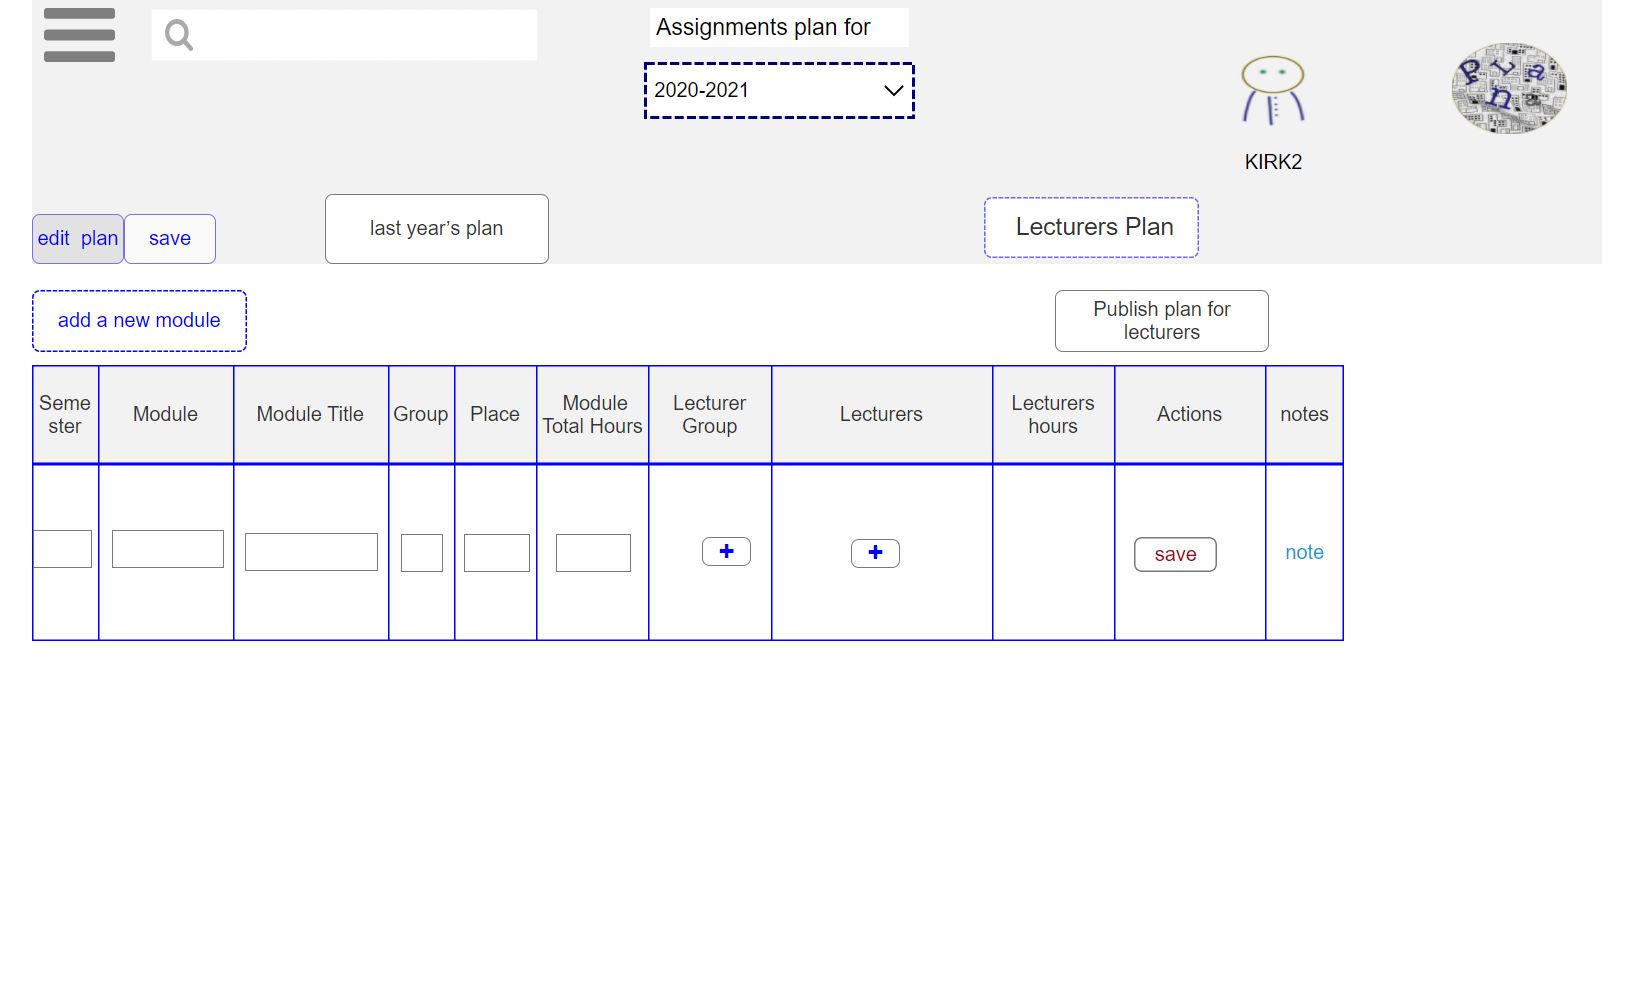 Assignments plan for
2020-2021
P L a
n
KIRK2
edit plan
save
last year’s plan
Lecturers Plan
add a new module
Publish plan for
lecturers
Seme
ster
Module
Module Title
Group
Place
Module
Total Hours
Lecturer
Group
Lecturers
Lecturers
hours
Actions
notes
+
+
save
note